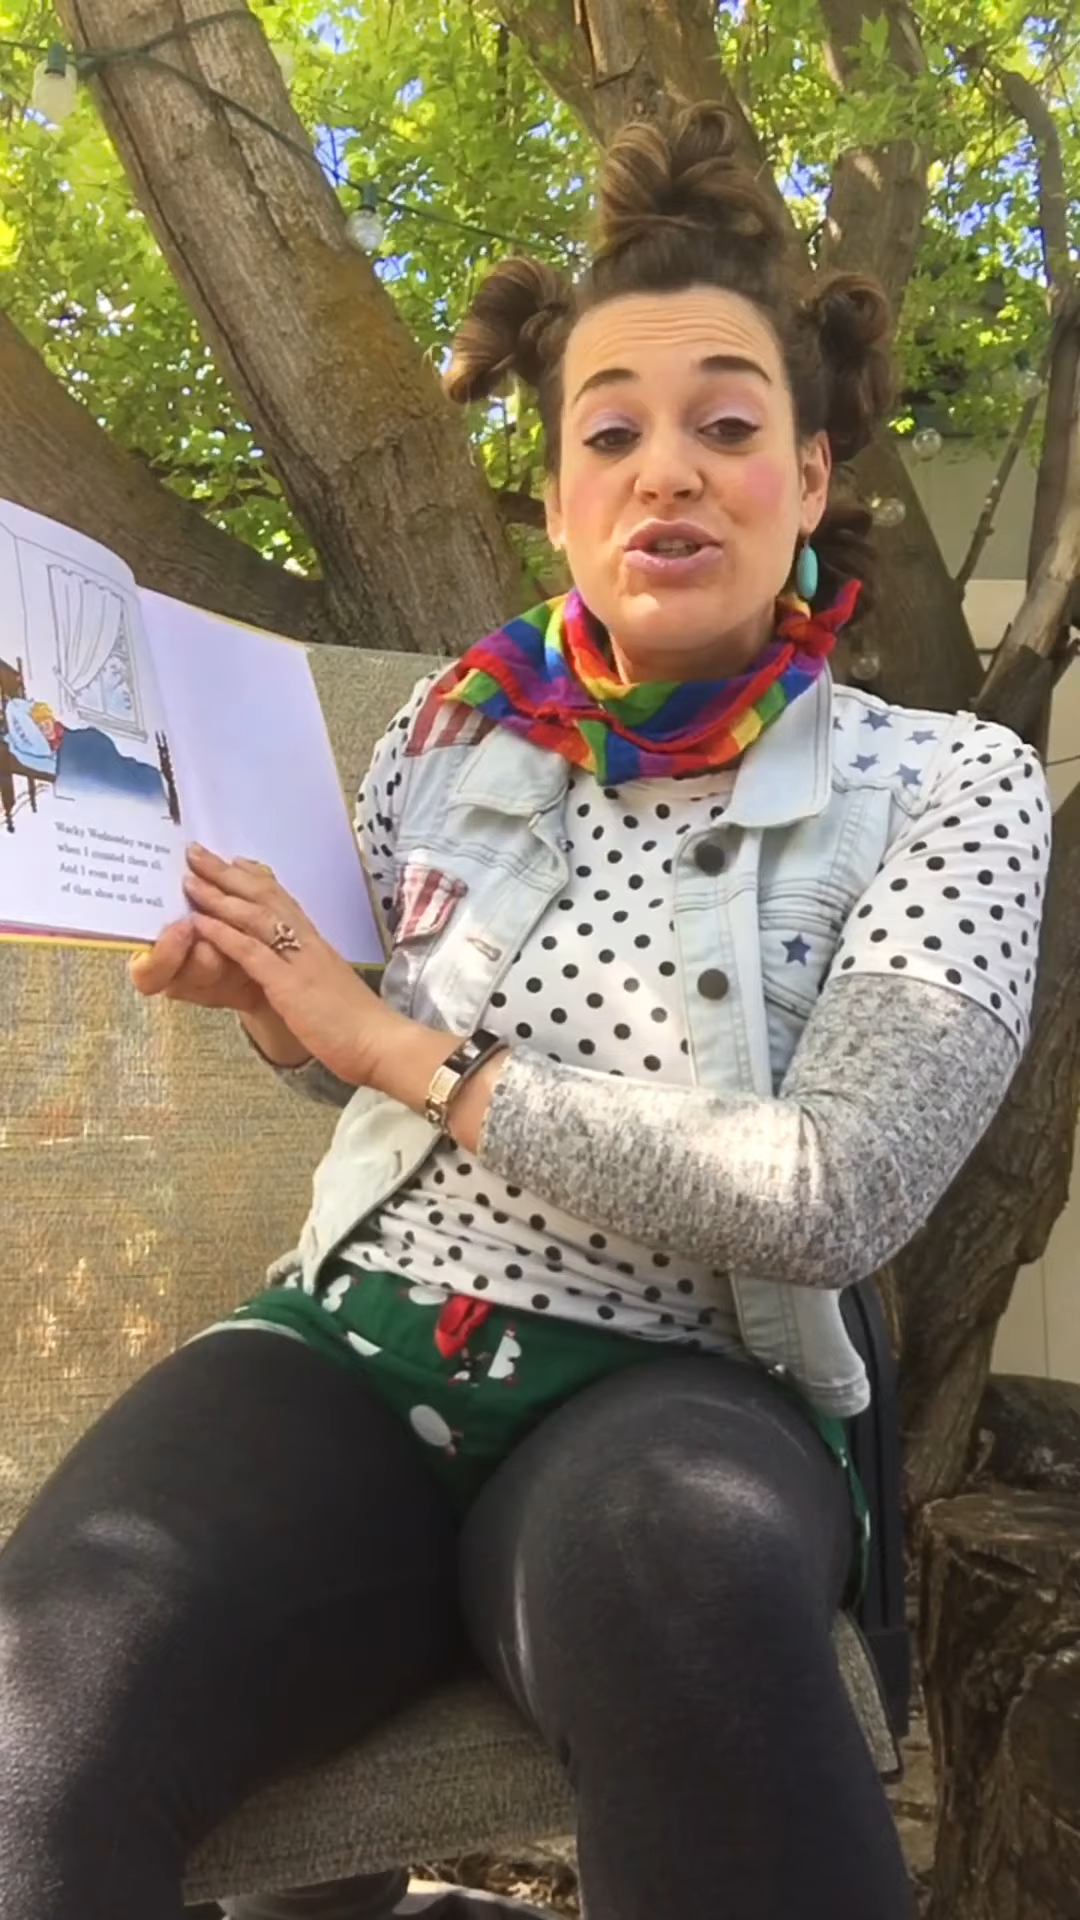 Wacky Wednesday was gone
when I counted them all.
And I even got rid
of that shoe on the wall.